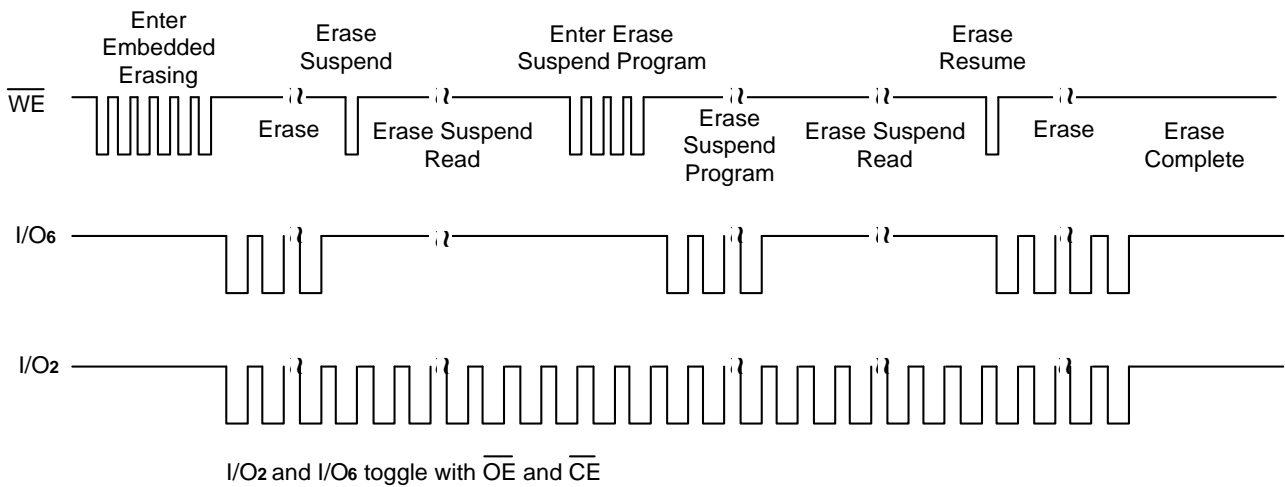 Enter
Embedded
Erasing
Erase
Suspend
Enter Erase
Suspend Program
Erase
Resume
WE
Erase
Erase Suspend
Read
Erase
Suspend
Program
Erase Suspend
Read
Erase
Erase
Complete
I/O6
I/O2
I/O2 and I/O6 toggle with OE and CE